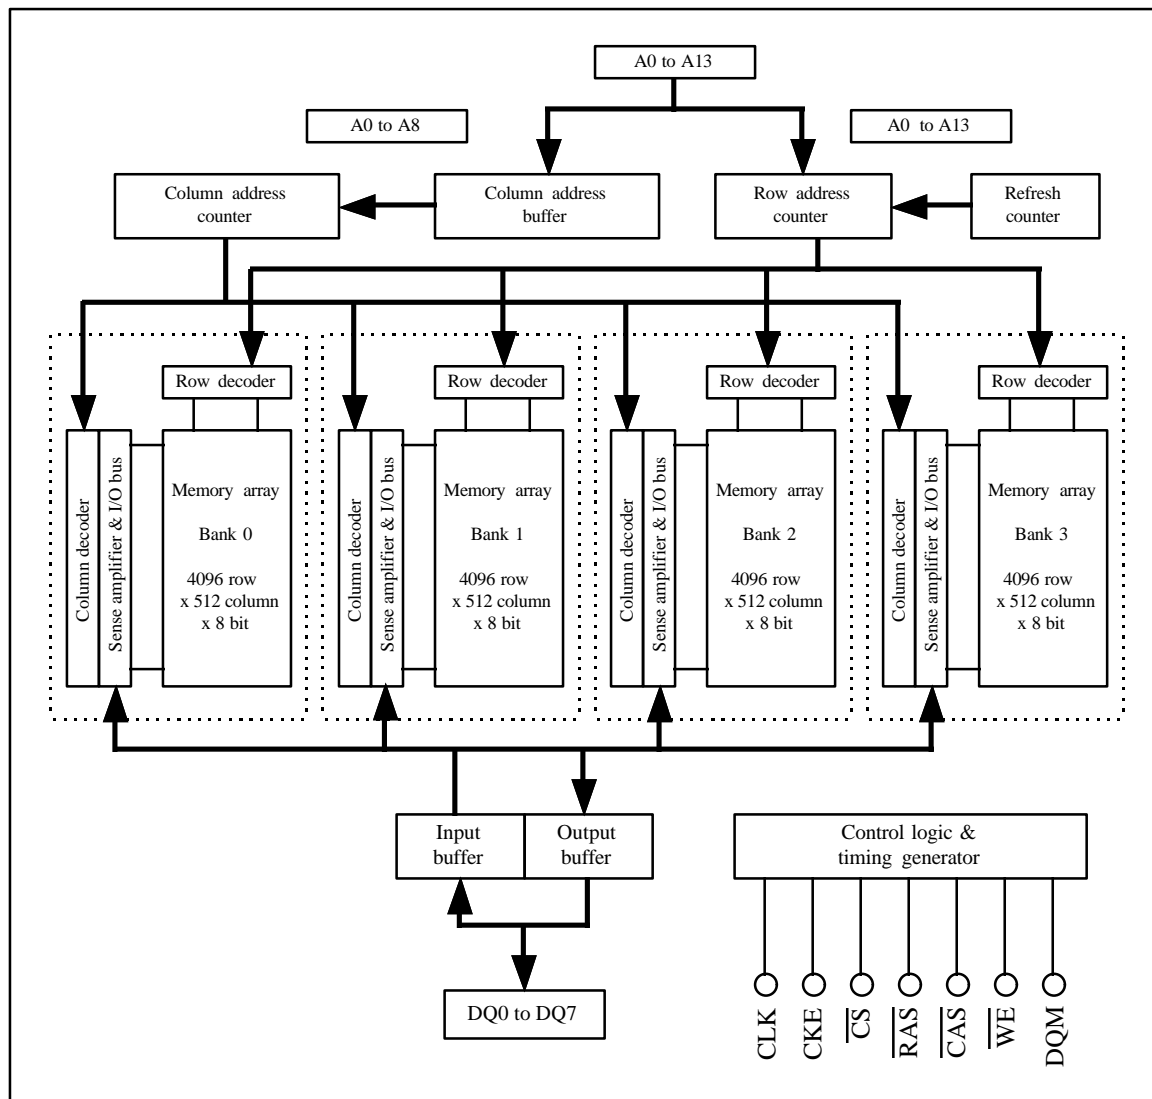 A0 to A13
A0 to A8
A0 to A13
Column address
counter
Column address
buffer
Row address
counter
Refresh
counter
Row decoder
Row decoder
Row decoder
Row decoder
Column decoder
Sense amplifier & I/O bus
Memory array
Bank 0
4096 row
x 512 column
x 8 bit
Column decoder
Sense amplifier & I/O bus
Memory array
Bank 1
4096 row
x 512 column
x 8 bit
Column decoder
Sense amplifier & I/O bus
Memory array
Bank 2
4096 row
x 512 column
x 8 bit
Column decoder
Sense amplifier & I/O bus
Memory array
Bank 3
4096 row
x 512 column
x 8 bit
Input
buffer
Output
buffer
Control logic &
timing generator
DQ0 to DQ7
CLK
CKE
C̅S̅
R̅A̅S̅
C̅A̅S̅
W̅E̅
DQM